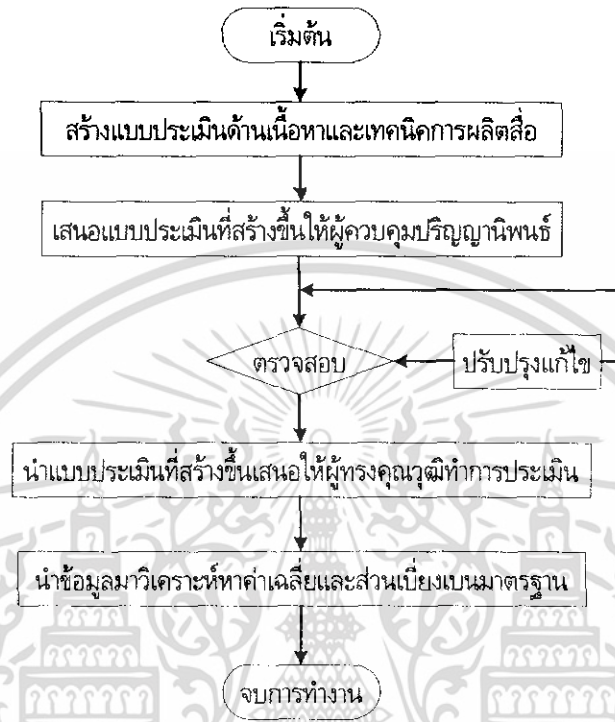 เริ่มต้น
สร้างแบบประเมินด้านเนื้อหาและเทคนิคการผลิตสื่อ
เสนอแบบประเมินที่สร้างขึ้นให้ผู้ควบคุมปริญญานิพนธ์
ตรวจสอบ
ปรับปรุงแก้ไข
นำแบบประเมินที่สร้างขึ้นเสนอให้ผู้ทรงคุณวุฒิทำการประเมิน
นำข้อมูลมาวิเคราะห์หาค่าเฉลี่ยและส่วนเบี่ยงเบนมาตรฐาน
จบการทำงาน